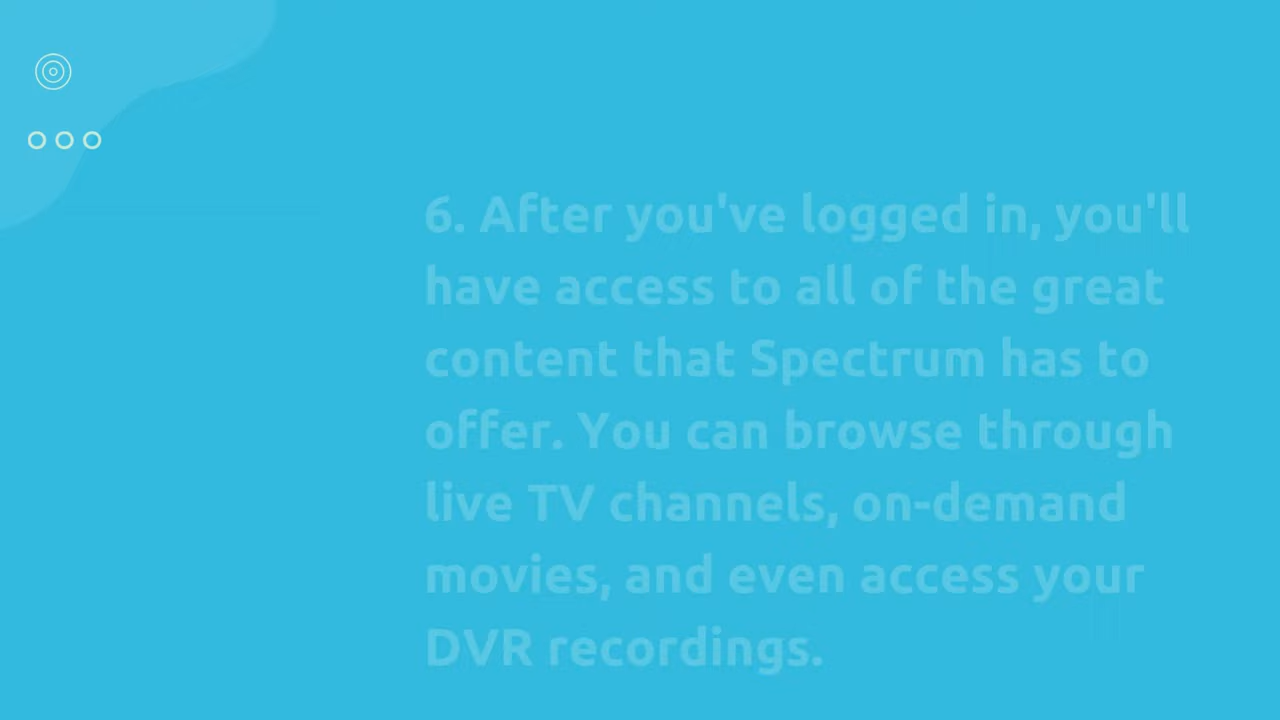 6. After you've logged in, you'll
have access to all of the great
content that Spectrum has to
offer. You can browse through
live TV channels, on-demand
movies, and even access your
DVR recordings.